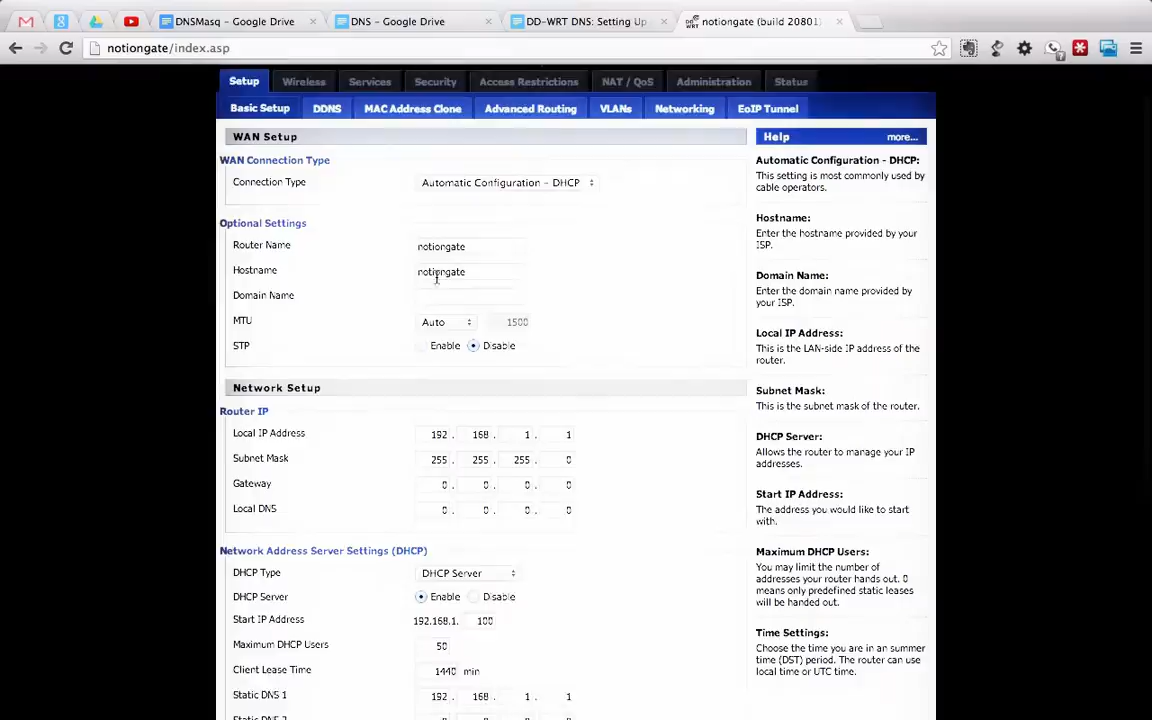 DNSMasq - Google Drive
DNS - Google Drive
DD-WRT DNS: Setting Up
notiongate (build 20801)
notiongate/index.asp
Setup Wireless Services Security Access Restrictions NAT / QoS Administration Status
Basic Setup DDNS MAC Address Clone Advanced Routing VLANs Networking EoIP Tunnel
WAN Setup
WAN Connection Type
Connection Type Automatic Configuration - DHCP
Optional Settings
Router Name notiongate
Hostname notiongate
Domain Name
MTU Auto 1500
STP Enable Disable
Network Setup
Router IP
Local IP Address 192. 168. 1. 1
Subnet Mask 255. 255. 255. 0
Gateway 0. 0. 0. 0
Local DNS 0. 0. 0. 0
Network Address Server Settings (DHCP)
DHCP Type DHCP Server
DHCP Server Enable Disable
Start IP Address 192.168.1. 100
Maximum DHCP Users 50
Client Lease Time 1440 min
Static DNS 1 192. 168. 1. 1
Static DNS 2
Help more...
Automatic Configuration - DHCP:
This setting is most commonly used by
cable operators.
Hostname:
Enter the hostname provided by your
ISP.
Domain Name:
Enter the domain name provided by
your ISP.
Local IP Address:
This is the LAN-side IP address of the
router.
Subnet Mask:
This is the subnet mask of the router.
DHCP Server:
Allows the router to manage your IP
addresses.
Start IP Address:
The address you would like to start
with.
Maximum DHCP Users:
You may limit the number of
addresses your router hands out. 0
means only predefined static leases
will be handed out.
Time Settings:
Choose the time you are in an summer
time (DST) period. The router can use
local time or UTC time.